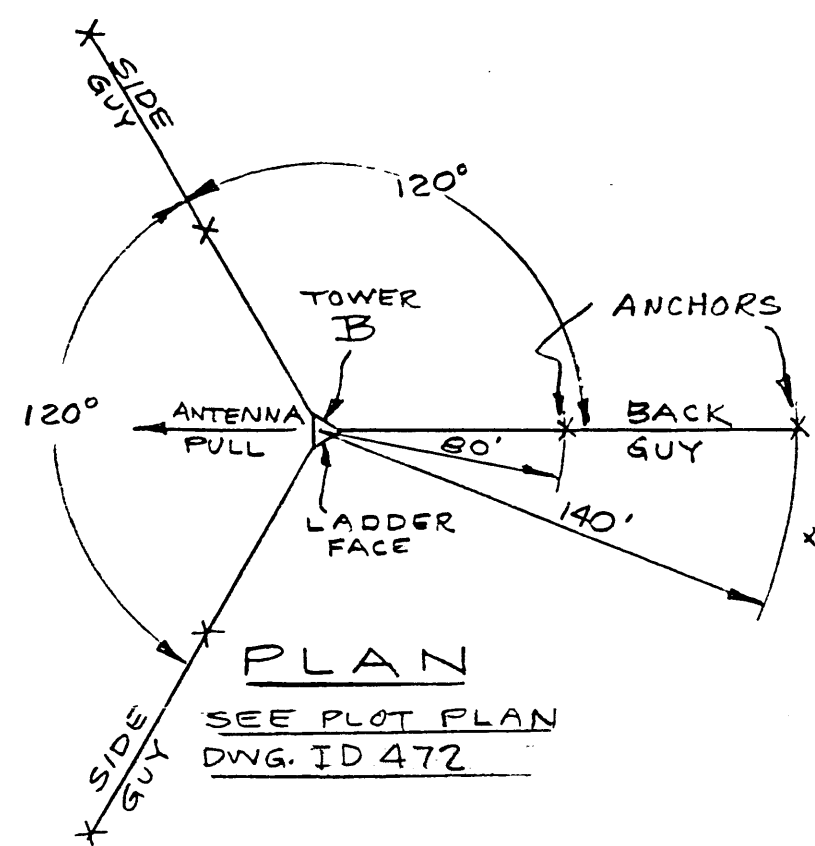 SIDE
GUY
120°
TOWER
B
ANCHORS
120°
ANTENNA
PULL
BACK
GUY
80'
140'
LADDER
FACE
PLAN
SEE PLOT PLAN
DWG. ID 472
SIDE
GUY